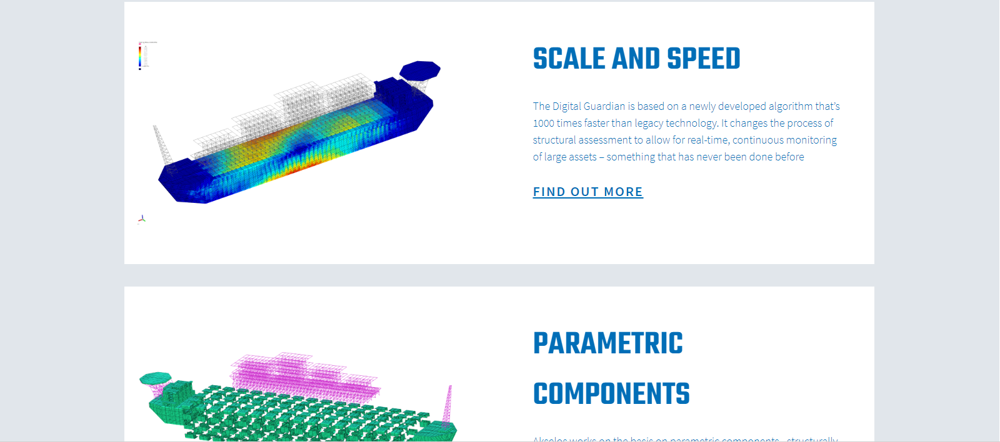 SCALE AND SPEED
The Digital Guardian is based on a newly developed algorithm that’s
1000 times faster than legacy technology. It changes the process of
structural assessment to allow for real-time, continuous monitoring
of large assets – something that has never been done before
FIND OUT MORE
PARAMETRIC
COMPONENTS
Akselos works on the basis on parametric components - structurally